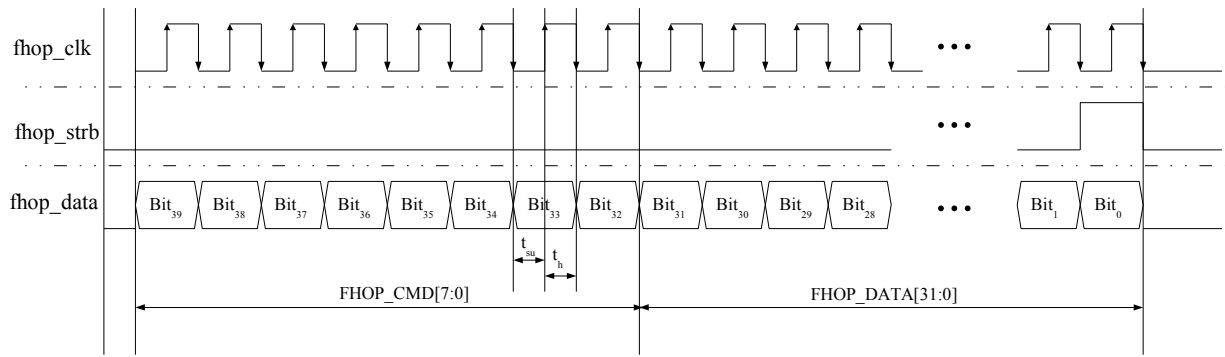 fhop_clk
fhop_strb
fhop_data
Bit39 Bit38 Bit37 Bit36 Bit35 Bit34 Bit33 Bit32 Bit31 Bit30 Bit29 Bit28 Bit1 Bit0
tsu
th
FHOP_CMD[7:0]
FHOP_DATA[31:0]